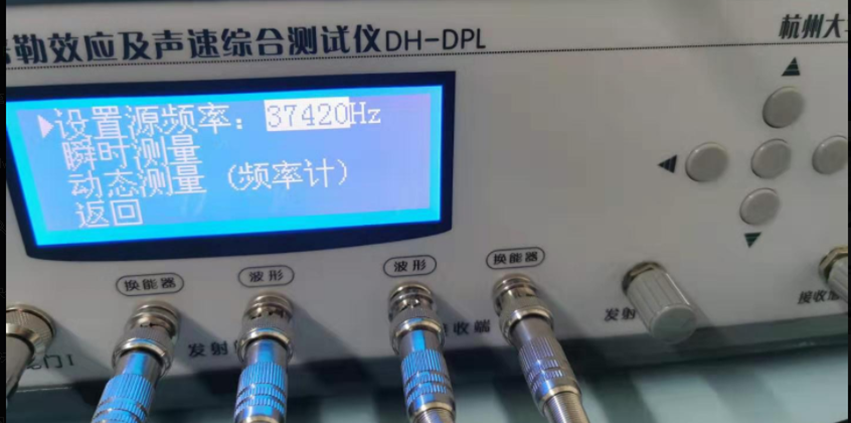 勒效应及声速综合测试仪DH-DPL
杭州大
设置源频率：37420Hz
瞬时测量
动态测量（频率计）
返回
换能器
波形
波形
换能器
发射
收端
发射
接收
门I